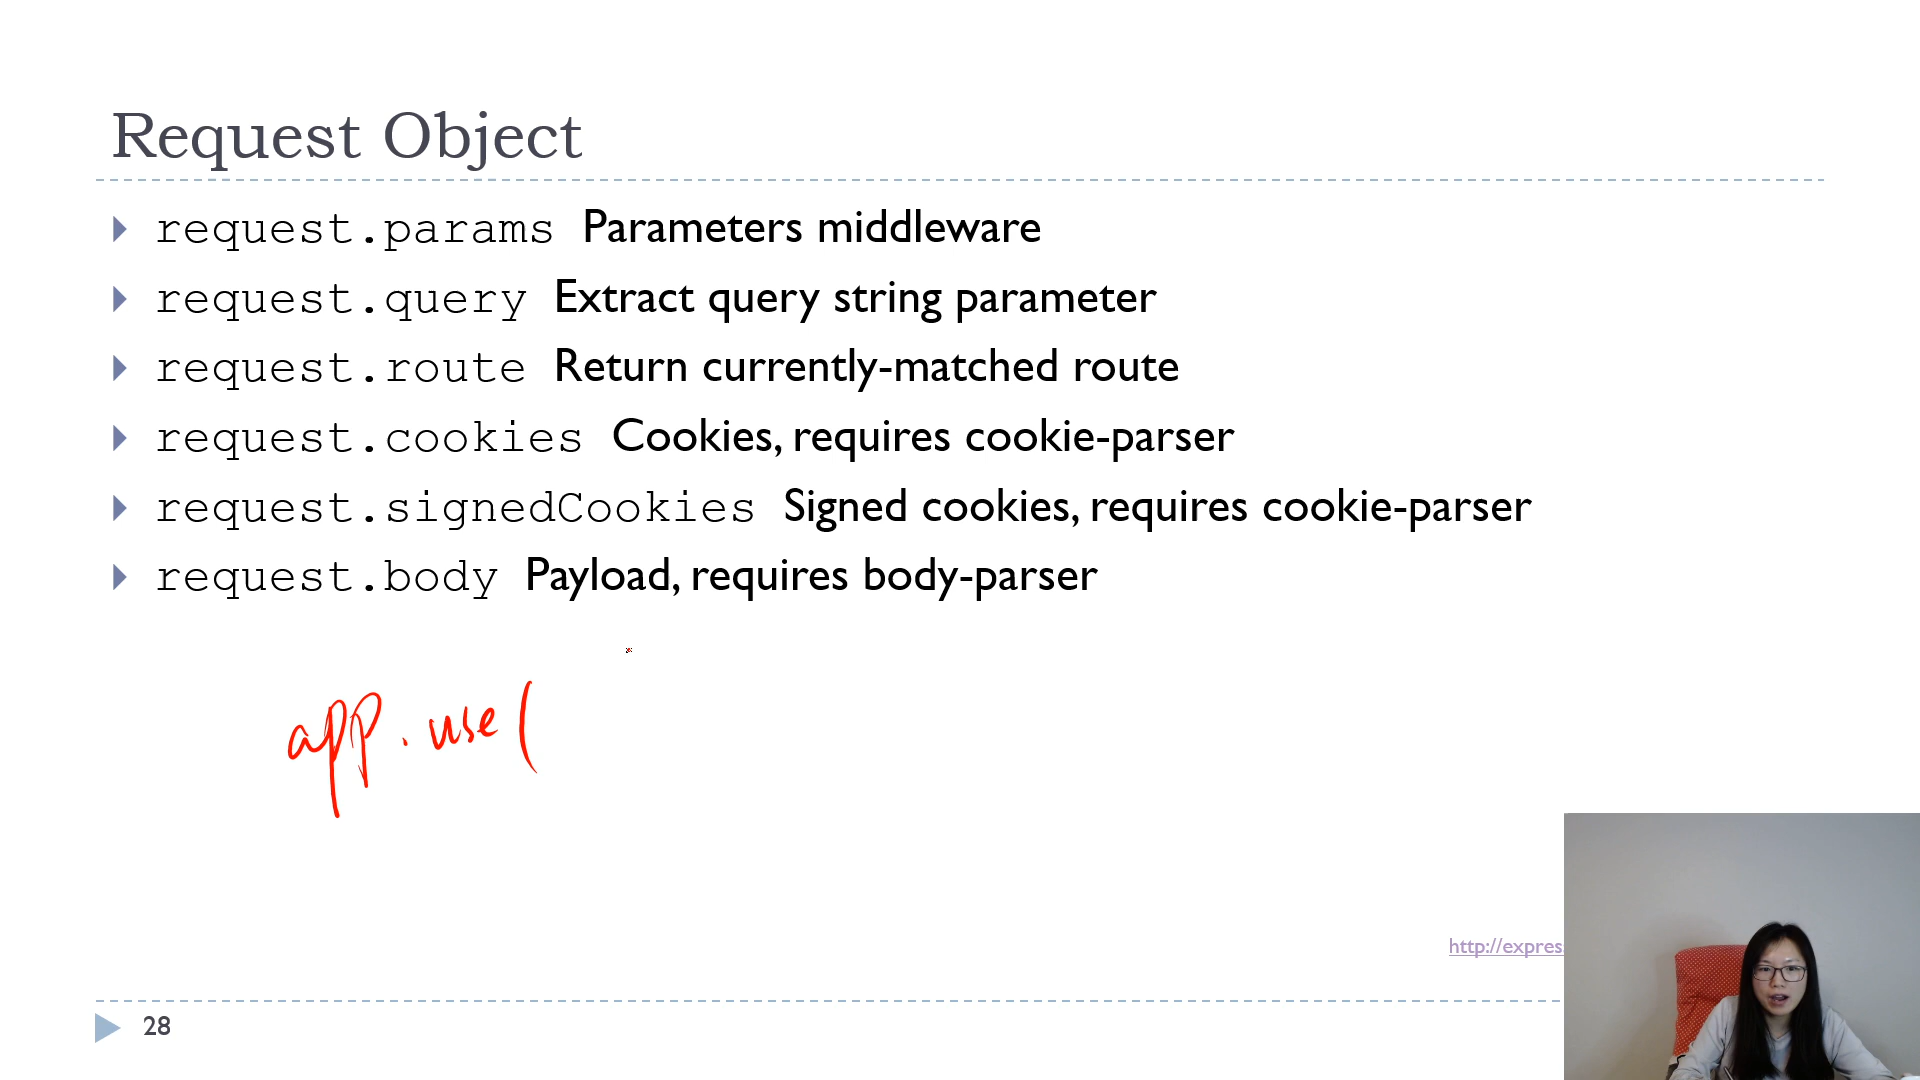 Request Object
request.params Parameters middleware
request.query Extract query string parameter
request.route Return currently-matched route
request.cookies Cookies, requires cookie-parser
request.signedCookies Signed cookies, requires cookie-parser
request.body Payload, requires body-parser
app.use(
http://expres
28